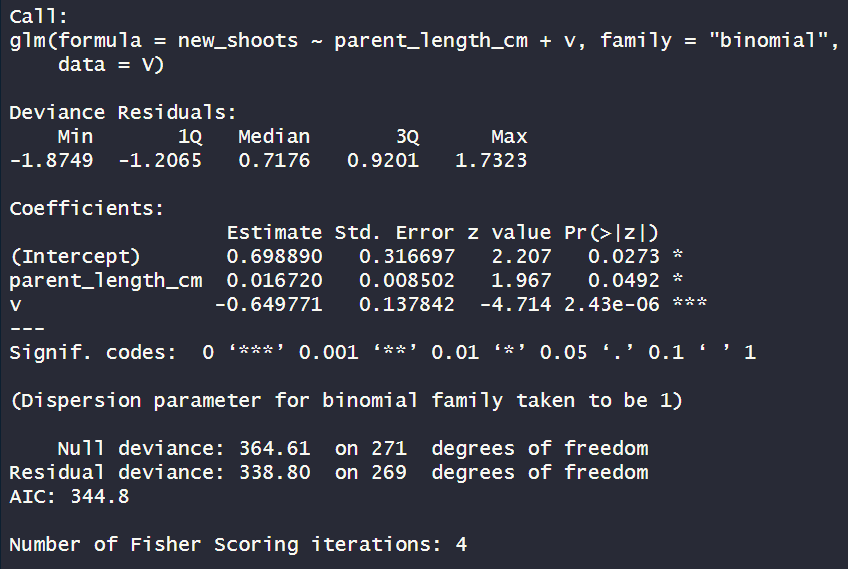 Call:
glm(formula = new_shoots ~ parent_length_cm + v, family = "binomial",
    data = V)

Deviance Residuals:
    Min       1Q   Median       3Q      Max
-1.8749  -1.2065   0.7176   0.9201   1.7323

Coefficients:
                  Estimate Std. Error z value Pr(>|z|)
(Intercept)       0.698890   0.316697   2.207   0.0273 *
parent_length_cm  0.016720   0.008502   1.967   0.0492 *
v                -0.649771   0.137842  -4.714 2.43e-06 ***
---
Signif. codes:  0 ‘***’ 0.001 ‘**’ 0.01 ‘*’ 0.05 ‘.’ 0.1 ‘ ’ 1

(Dispersion parameter for binomial family taken to be 1)

    Null deviance: 364.61  on 271  degrees of freedom
Residual deviance: 338.80  on 269  degrees of freedom
AIC: 344.8

Number of Fisher Scoring iterations: 4